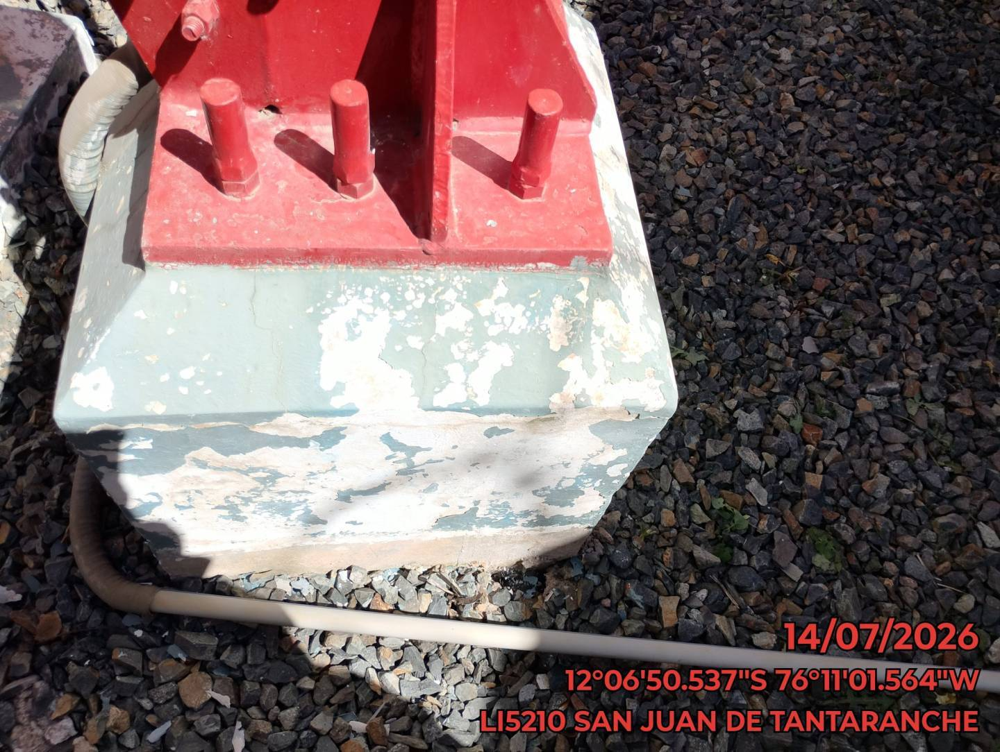 14/07/2026
12°06'50.537"S 76°11'01.564"W
LI5210 SAN JUAN DE TANTARANCHE